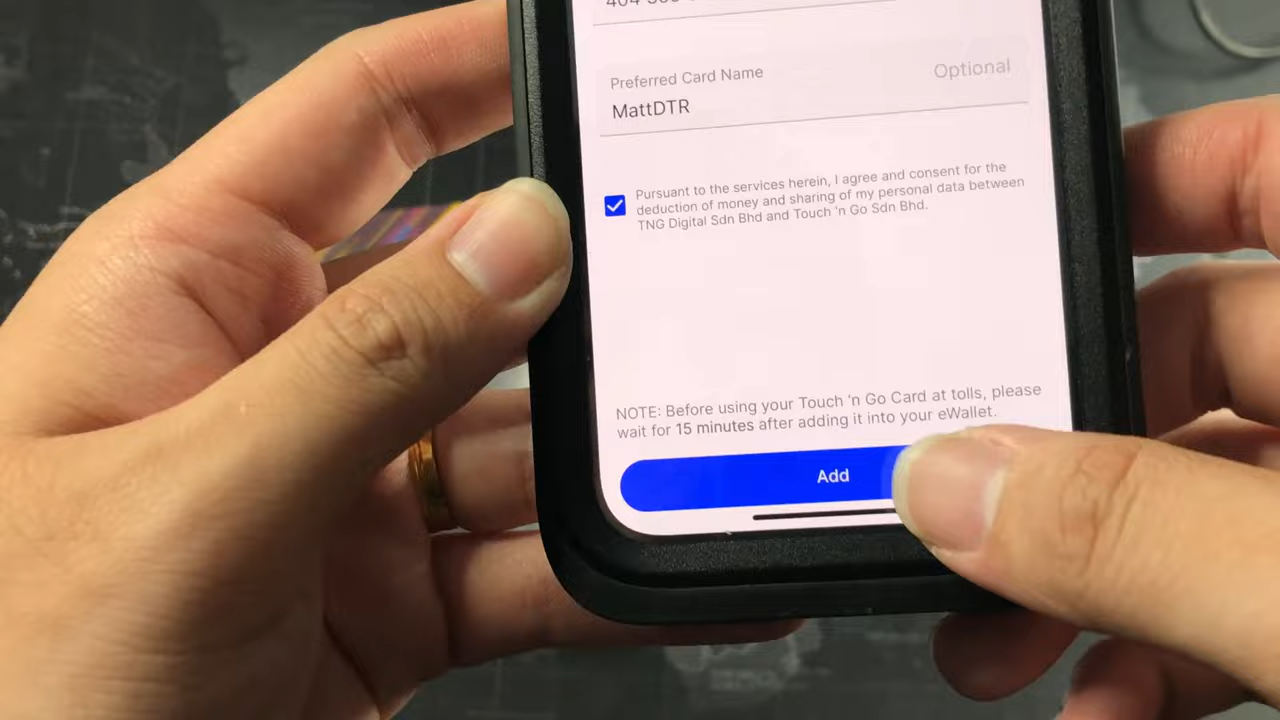 Preferred Card Name
Optional
MattDTR
Pursuant to the services herein, I agree and consent for the
deduction of money and sharing of my personal data between
TNG Digital Sdn Bhd and Touch 'n Go Sdn Bhd.
NOTE: Before using your Touch 'n Go Card at tolls, please
wait for 15 minutes after adding it into your eWallet.
Add